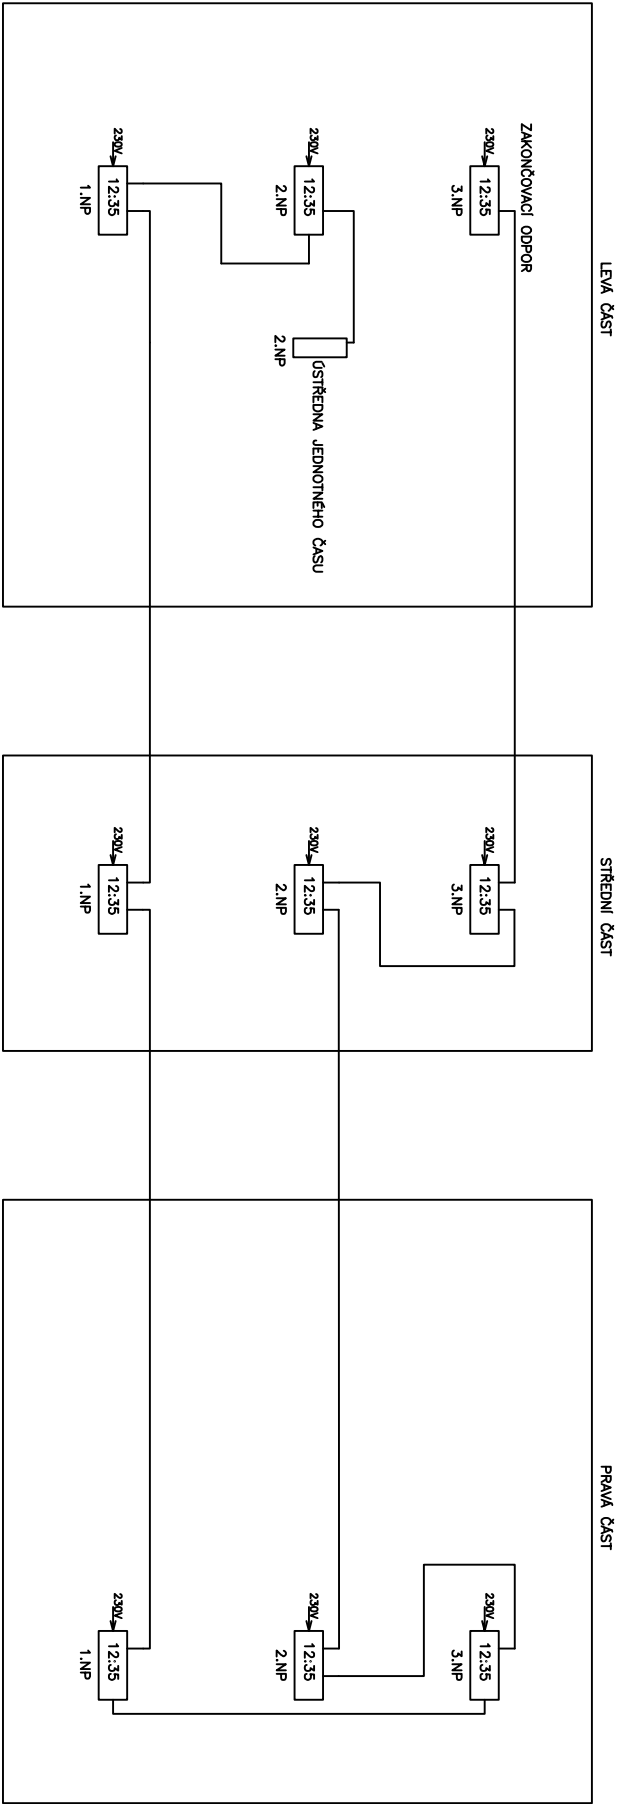 LEVÁ ČÁST
ZAKONČOVACÍ ODPOR
230V
12:35
3.NP
230V
12:35
2.NP
2.NP
ÚSTŘEDNA JEDNOTNÉHO ČASU
230V
12:35
1.NP
STŘEDNÍ ČÁST
230V
12:35
3.NP
230V
12:35
2.NP
230V
12:35
1.NP
PRAVÁ ČÁST
230V
12:35
3.NP
230V
12:35
2.NP
230V
12:35
1.NP